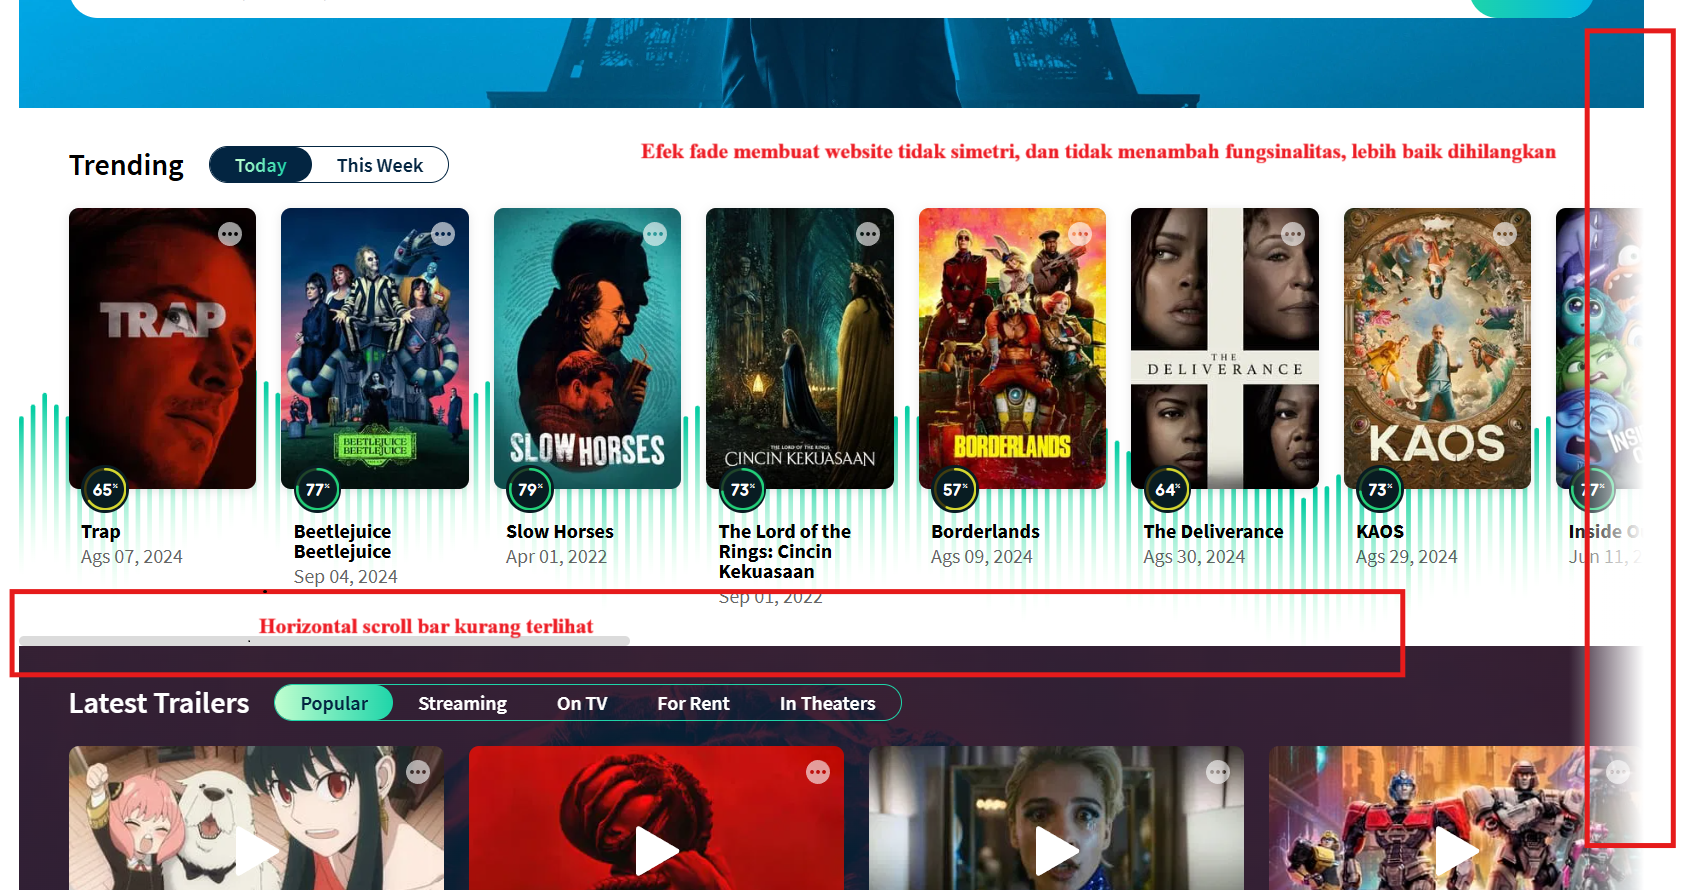 Efek fade membuat website tidak simetri, dan tidak menambah fungsinalitas, lebih baik dihilangkan
Trending
Today
This Week
TRAP
BEETLEJUICE
BEETLEJUICE
SLOW HORSES
THE LORD OF THE RINGS
CINCIN KEKUASAAN
BORDERLANDS
THE
DELIVERANCE
KAOS
65%
77%
79%
73%
57%
64%
73%
77%
Trap
Ags 07, 2024
Beetlejuice
Beetlejuice
Sep 04, 2024
Slow Horses
Apr 01, 2022
The Lord of the
Rings: Cincin
Kekuasaan
Sep 01, 2022
Borderlands
Ags 09, 2024
The Deliverance
Ags 30, 2024
KAOS
Ags 29, 2024
Inside O
Jun 11, 2
Horizontal scroll bar kurang terlihat
Latest Trailers
Popular
Streaming
On TV
For Rent
In Theaters